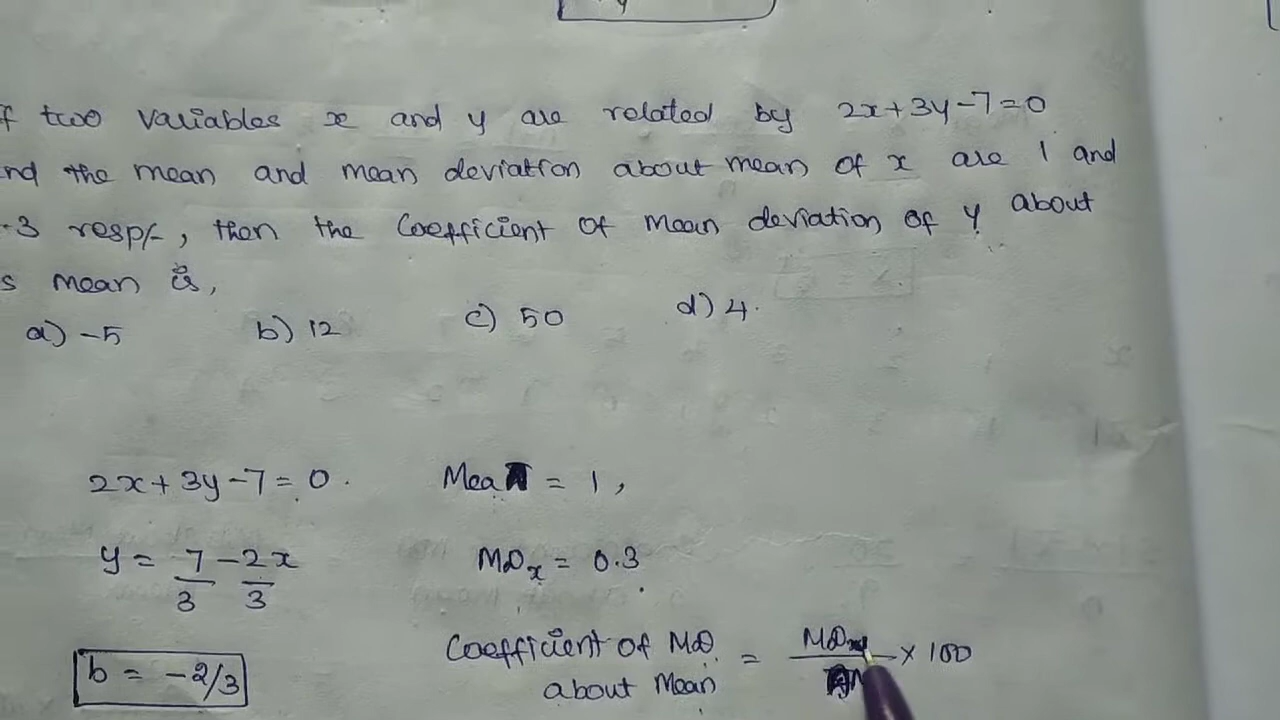 y
f two variables x and y are related by 2x+3y-7=0
nd the mean and mean deviation about mean of x are 1 and
.3 resp/-, then the coefficient of mean deviation of y about
s mean is,
a) -5 b) 12 c) 50 d) 4.
2x + 3y - 7 = 0. Mean = 1,
y = 7/3 - 2x/3 MD_x = 0.3
Coefficient of MD about Mean = MD / × 100
b = -2/3